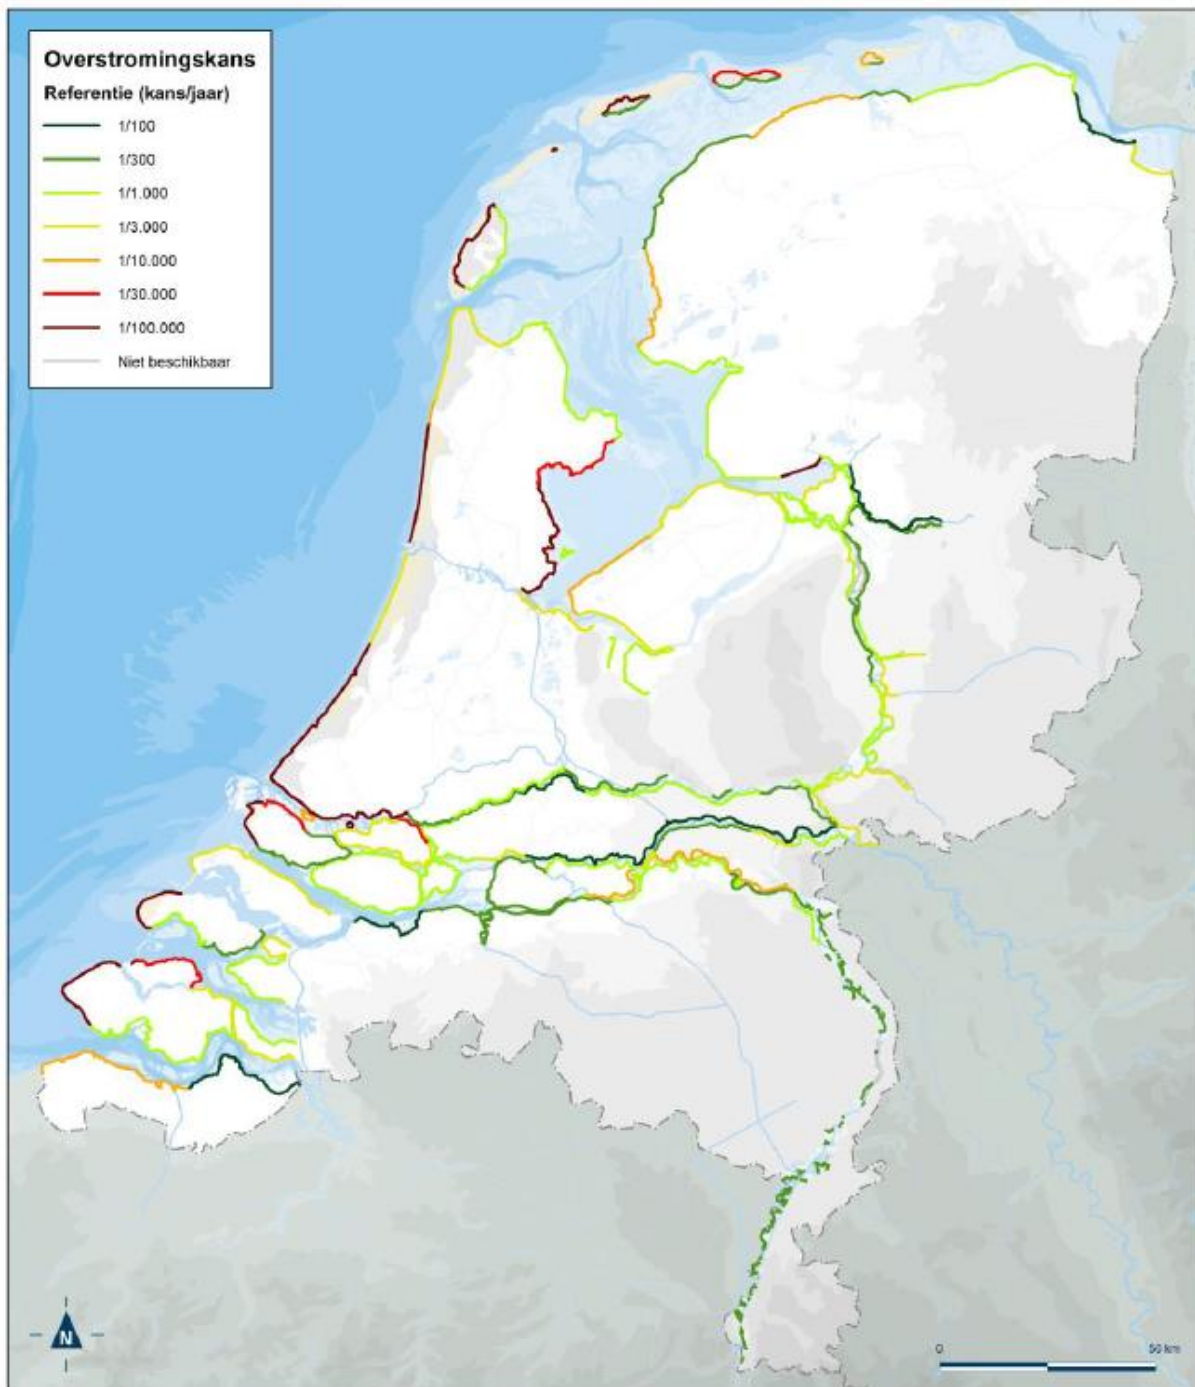 Overstromingskans
Referentie (kans/jaar)
1/100
1/300
1/1.000
1/3.000
1/10.000
1/30.000
1/100.000
Niet beschikbaar
N
0
50 km